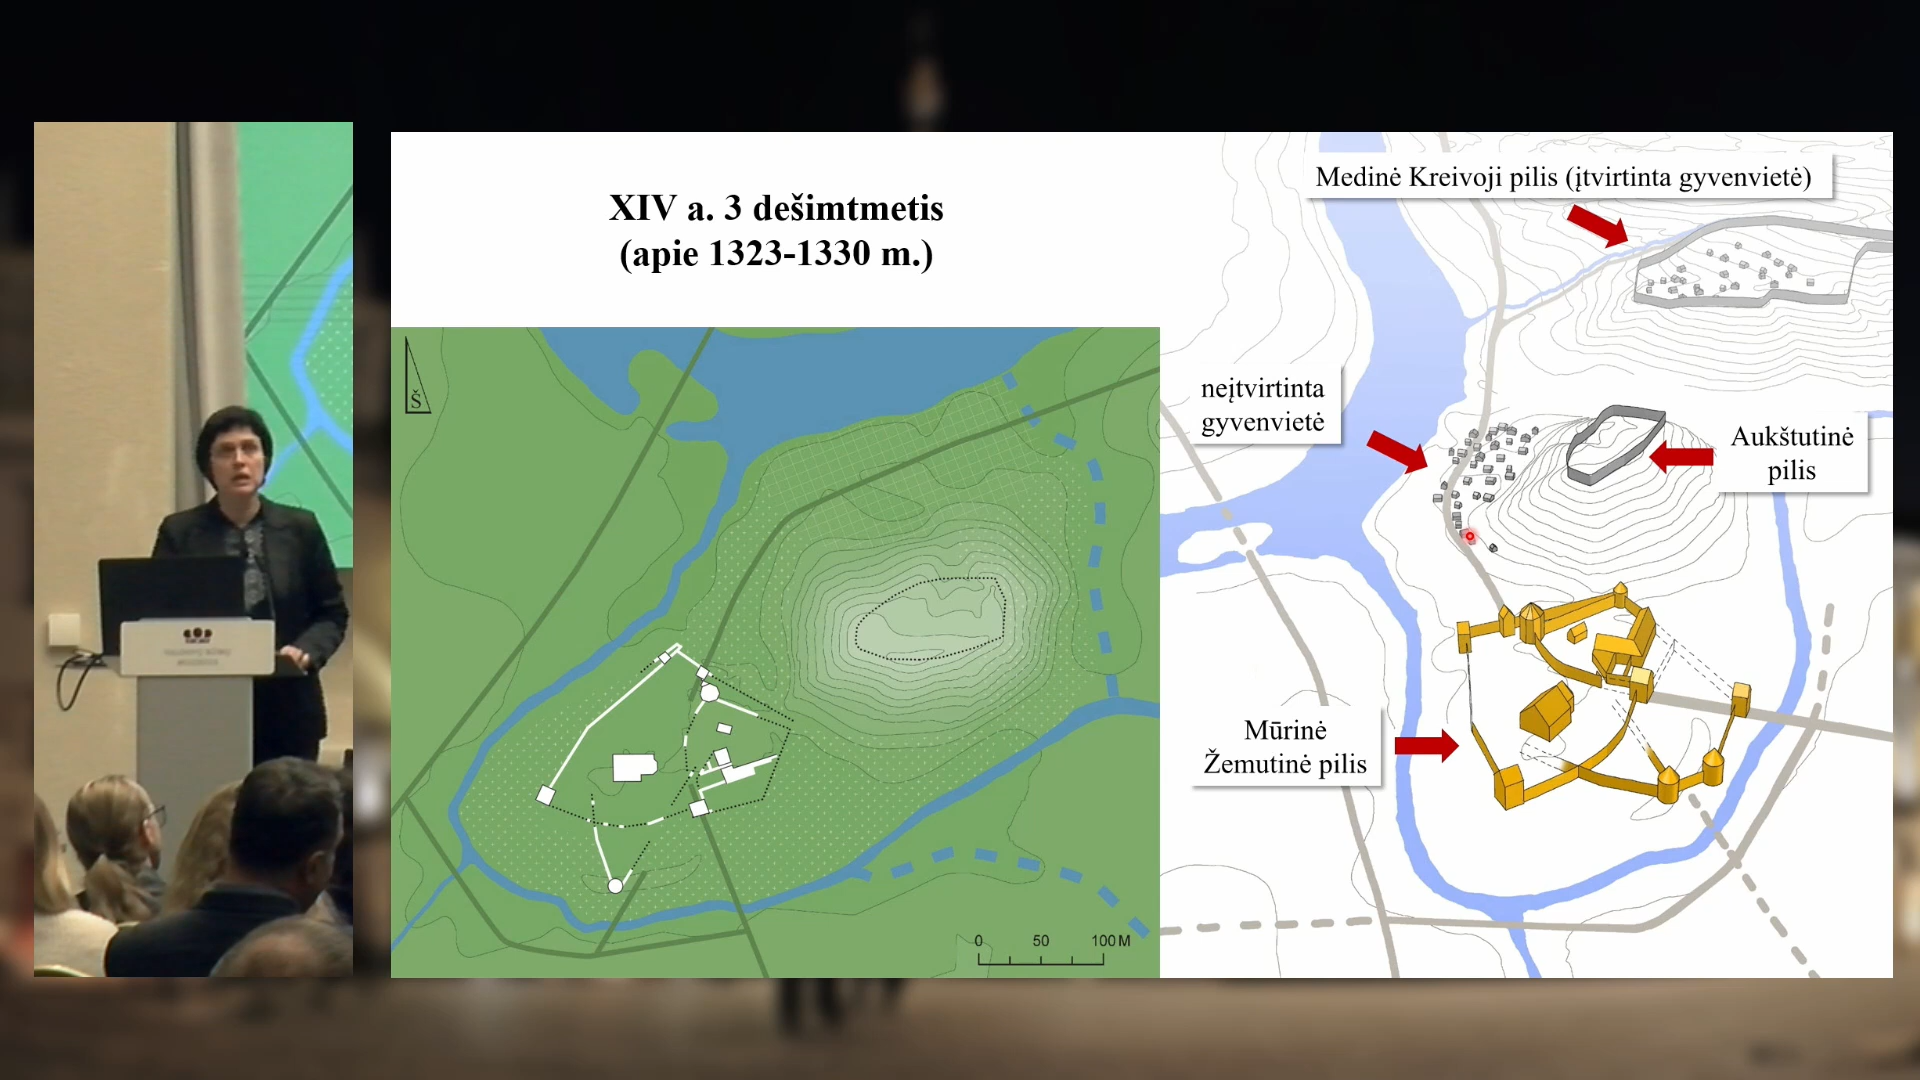 XIV a. 3 dešimtmetis
(apie 1323-1330 m.)
Š
0 50 100 M
Medinė Kreivoji pilis (įtvirtinta gyvenvietė)
neįtvirtinta
gyvenvietė
Aukštutinė
pilis
Mūrinė
Žemutinė pilis